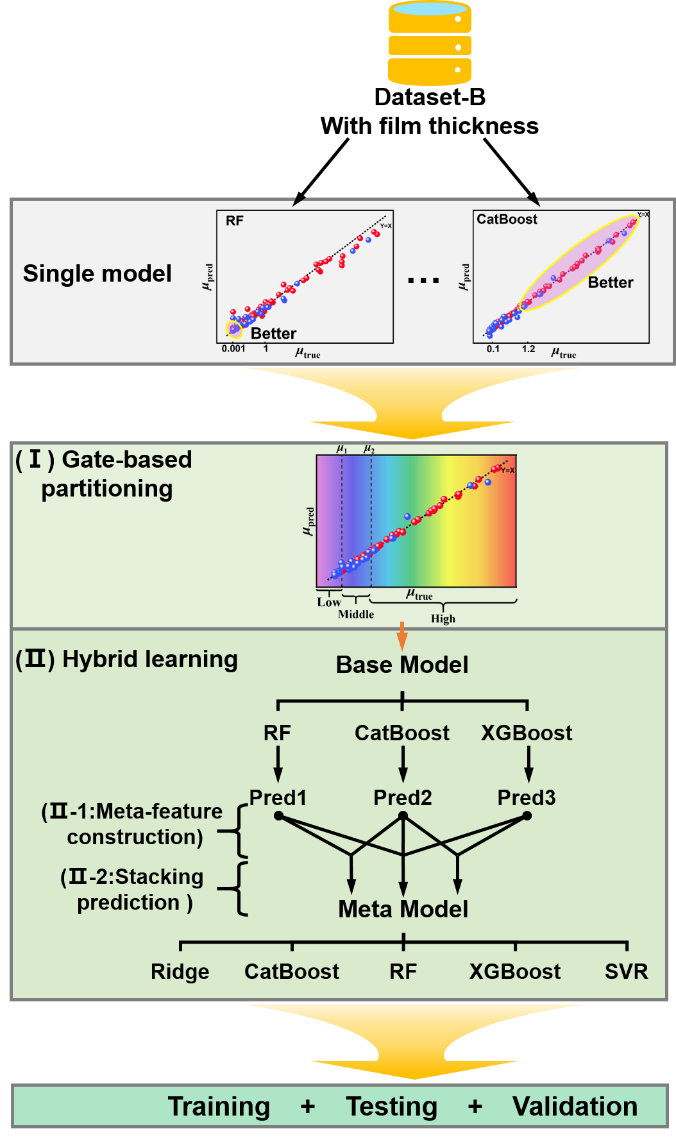 Dataset-B
With film thickness
Single model
RF
Y=X
μpred
Better
0.001
1
μtrue
...
CatBoost
Y=X
μpred
Better
0.1
1.2
μtrue
(Ⅰ) Gate-based
partitioning
μ1
μ2
Y=X
μpred
μtrue
Low
Middle
High
(Ⅱ) Hybrid learning
Base Model
RF
CatBoost
XGBoost
Pred1
Pred2
Pred3
(Ⅱ-1:Meta-feature
construction)
(Ⅱ-2:Stacking
prediction )
Meta Model
Ridge
CatBoost
RF
XGBoost
SVR
Training + Testing + Validation